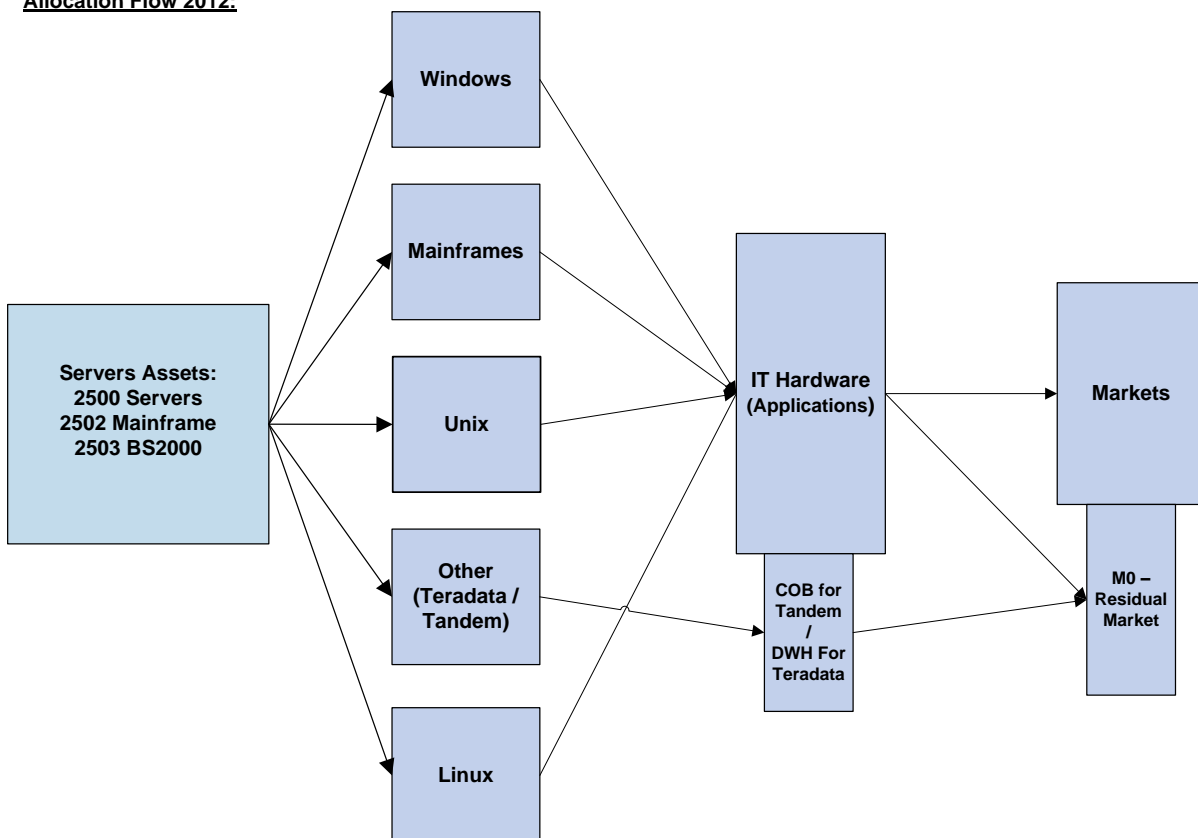 Allocation Flow 2012:
Windows
Mainframes
Servers Assets:
2500 Servers
2502 Mainframe
2503 BS2000
Unix
Other
(Teradata /
Tandem)
Linux
IT Hardware
(Applications)
COB for
Tandem
/
DWH For
Teradata
Markets
M0 –
Residual
Market